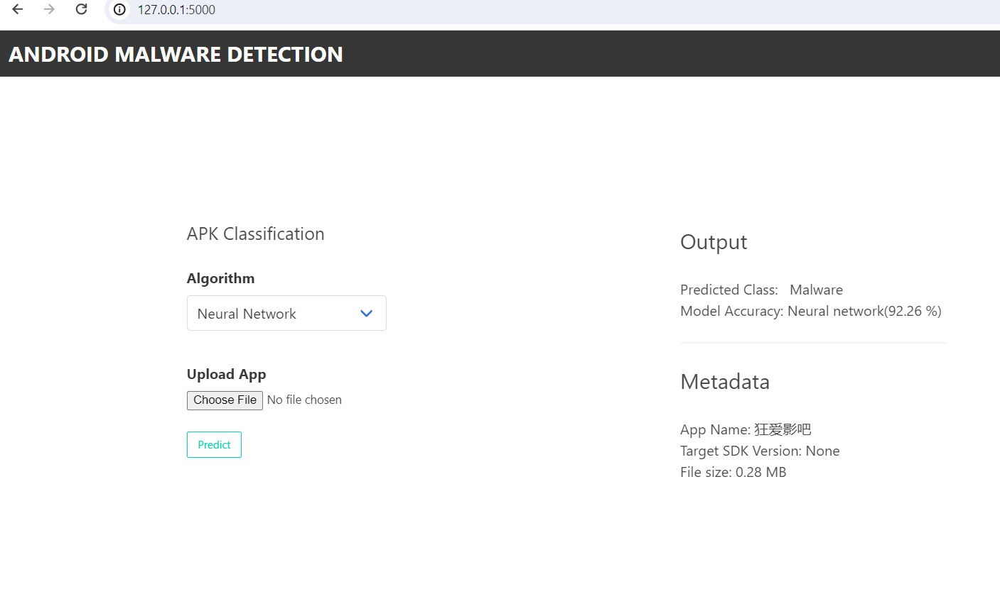 127.0.0.1:5000
ANDROID MALWARE DETECTION
APK Classification
Algorithm
Neural Network
Upload App
Choose File No file chosen
Predict
Output
Predicted Class: Malware
Model Accuracy: Neural network(92.26 %)
Metadata
App Name: 狂爱影吧
Target SDK Version: None
File size: 0.28 MB